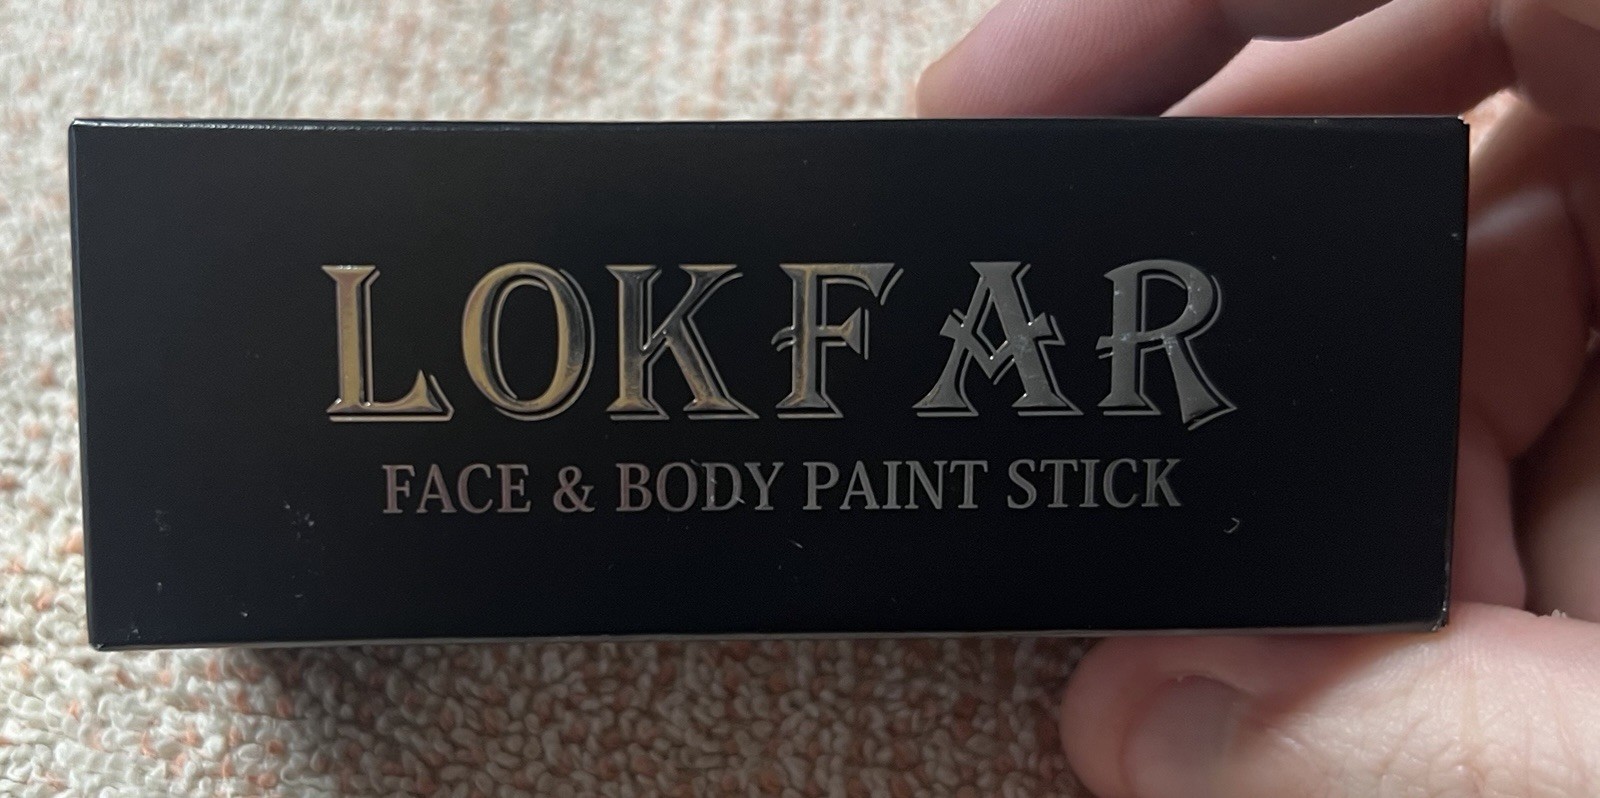 LOKFAR
FACE & BODY PAINT STICK